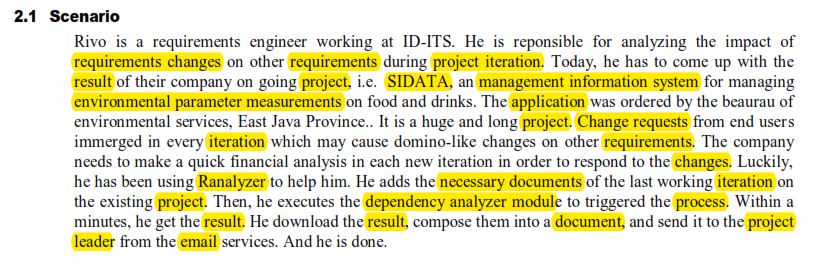 2.1 Scenario
Rivo is a requirements engineer working at ID-ITS. He is reponsible for analyzing the impact of
requirements changes on other requirements during project iteration. Today, he has to come up with the
result of their company on going project, i.e. SIDATA, an management information system for managing
environmental parameter measurements on food and drinks. The application was ordered by the beaurau of
environmental services, East Java Province.. It is a huge and long project. Change requests from end users
immerged in every iteration which may cause domino-like changes on other requirements. The company
needs to make a quick financial analysis in each new iteration in order to respond to the changes. Luckily,
he has been using Ranalyzer to help him. He adds the necessary documents of the last working iteration on
the existing project. Then, he executes the dependency analyzer module to triggered the process. Within a
minutes, he get the result. He download the result, compose them into a document, and send it to the project
leader from the email services. And he is done.